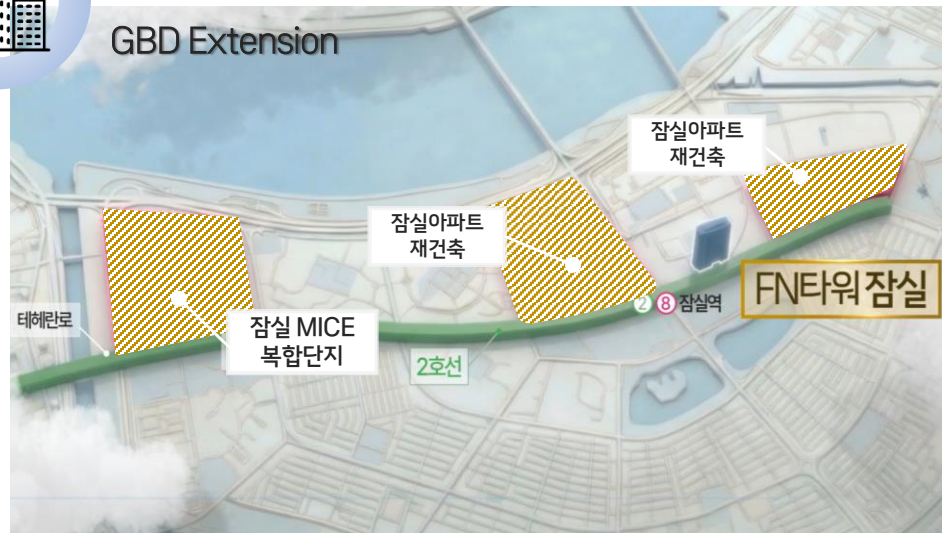 GBD Extension
잠실아파트
재건축
잠실아파트
재건축
FN타워 잠실
2 8 잠실역
테헤란로
잠실 MICE
복합단지
2호선